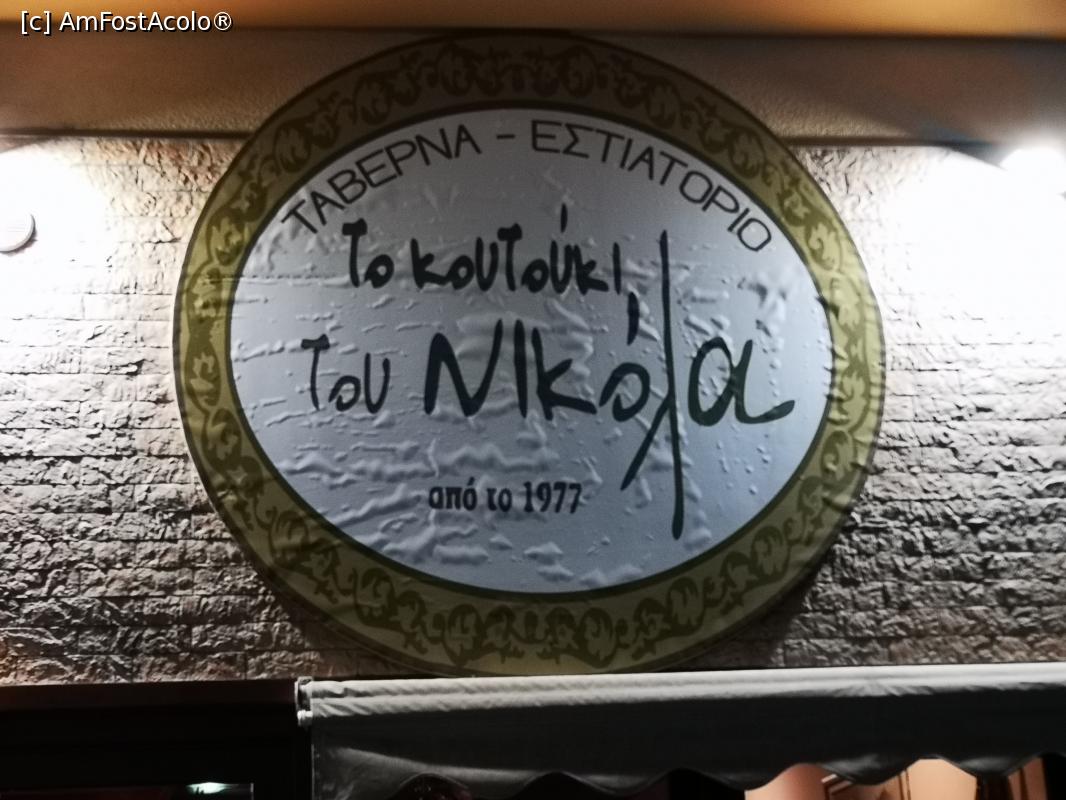 [c] AmFostAcolo®
ΤΑΒΕΡΝΑ - ΕΣΤΙΑΤΟΡΙΟ
Το κουτούκι
Του Νικόλα
από το 1977